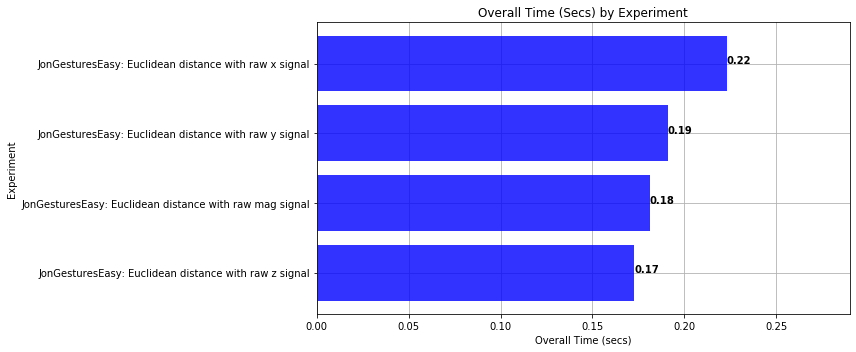 Overall Time (Secs) by Experiment
Experiment
JonGesturesEasy: Euclidean distance with raw x signal
0.22
JonGesturesEasy: Euclidean distance with raw y signal
0.19
JonGesturesEasy: Euclidean distance with raw mag signal
0.18
JonGesturesEasy: Euclidean distance with raw z signal
0.17
0.00 0.05 0.10 0.15 0.20 0.25
Overall Time (secs)